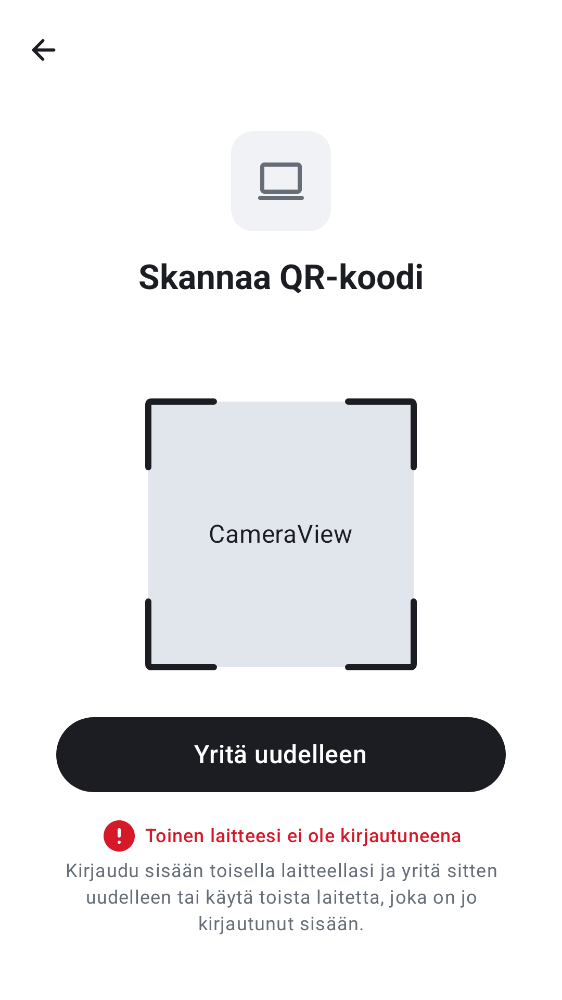 Skannaa QR-koodi
CameraView
Yritä uudelleen
Toinen laitteesi ei ole kirjautuneena
Kirjaudu sisään toisella laitteellasi ja yritä sitten
uudelleen tai käytä toista laitetta, joka on jo
kirjautunut sisään.